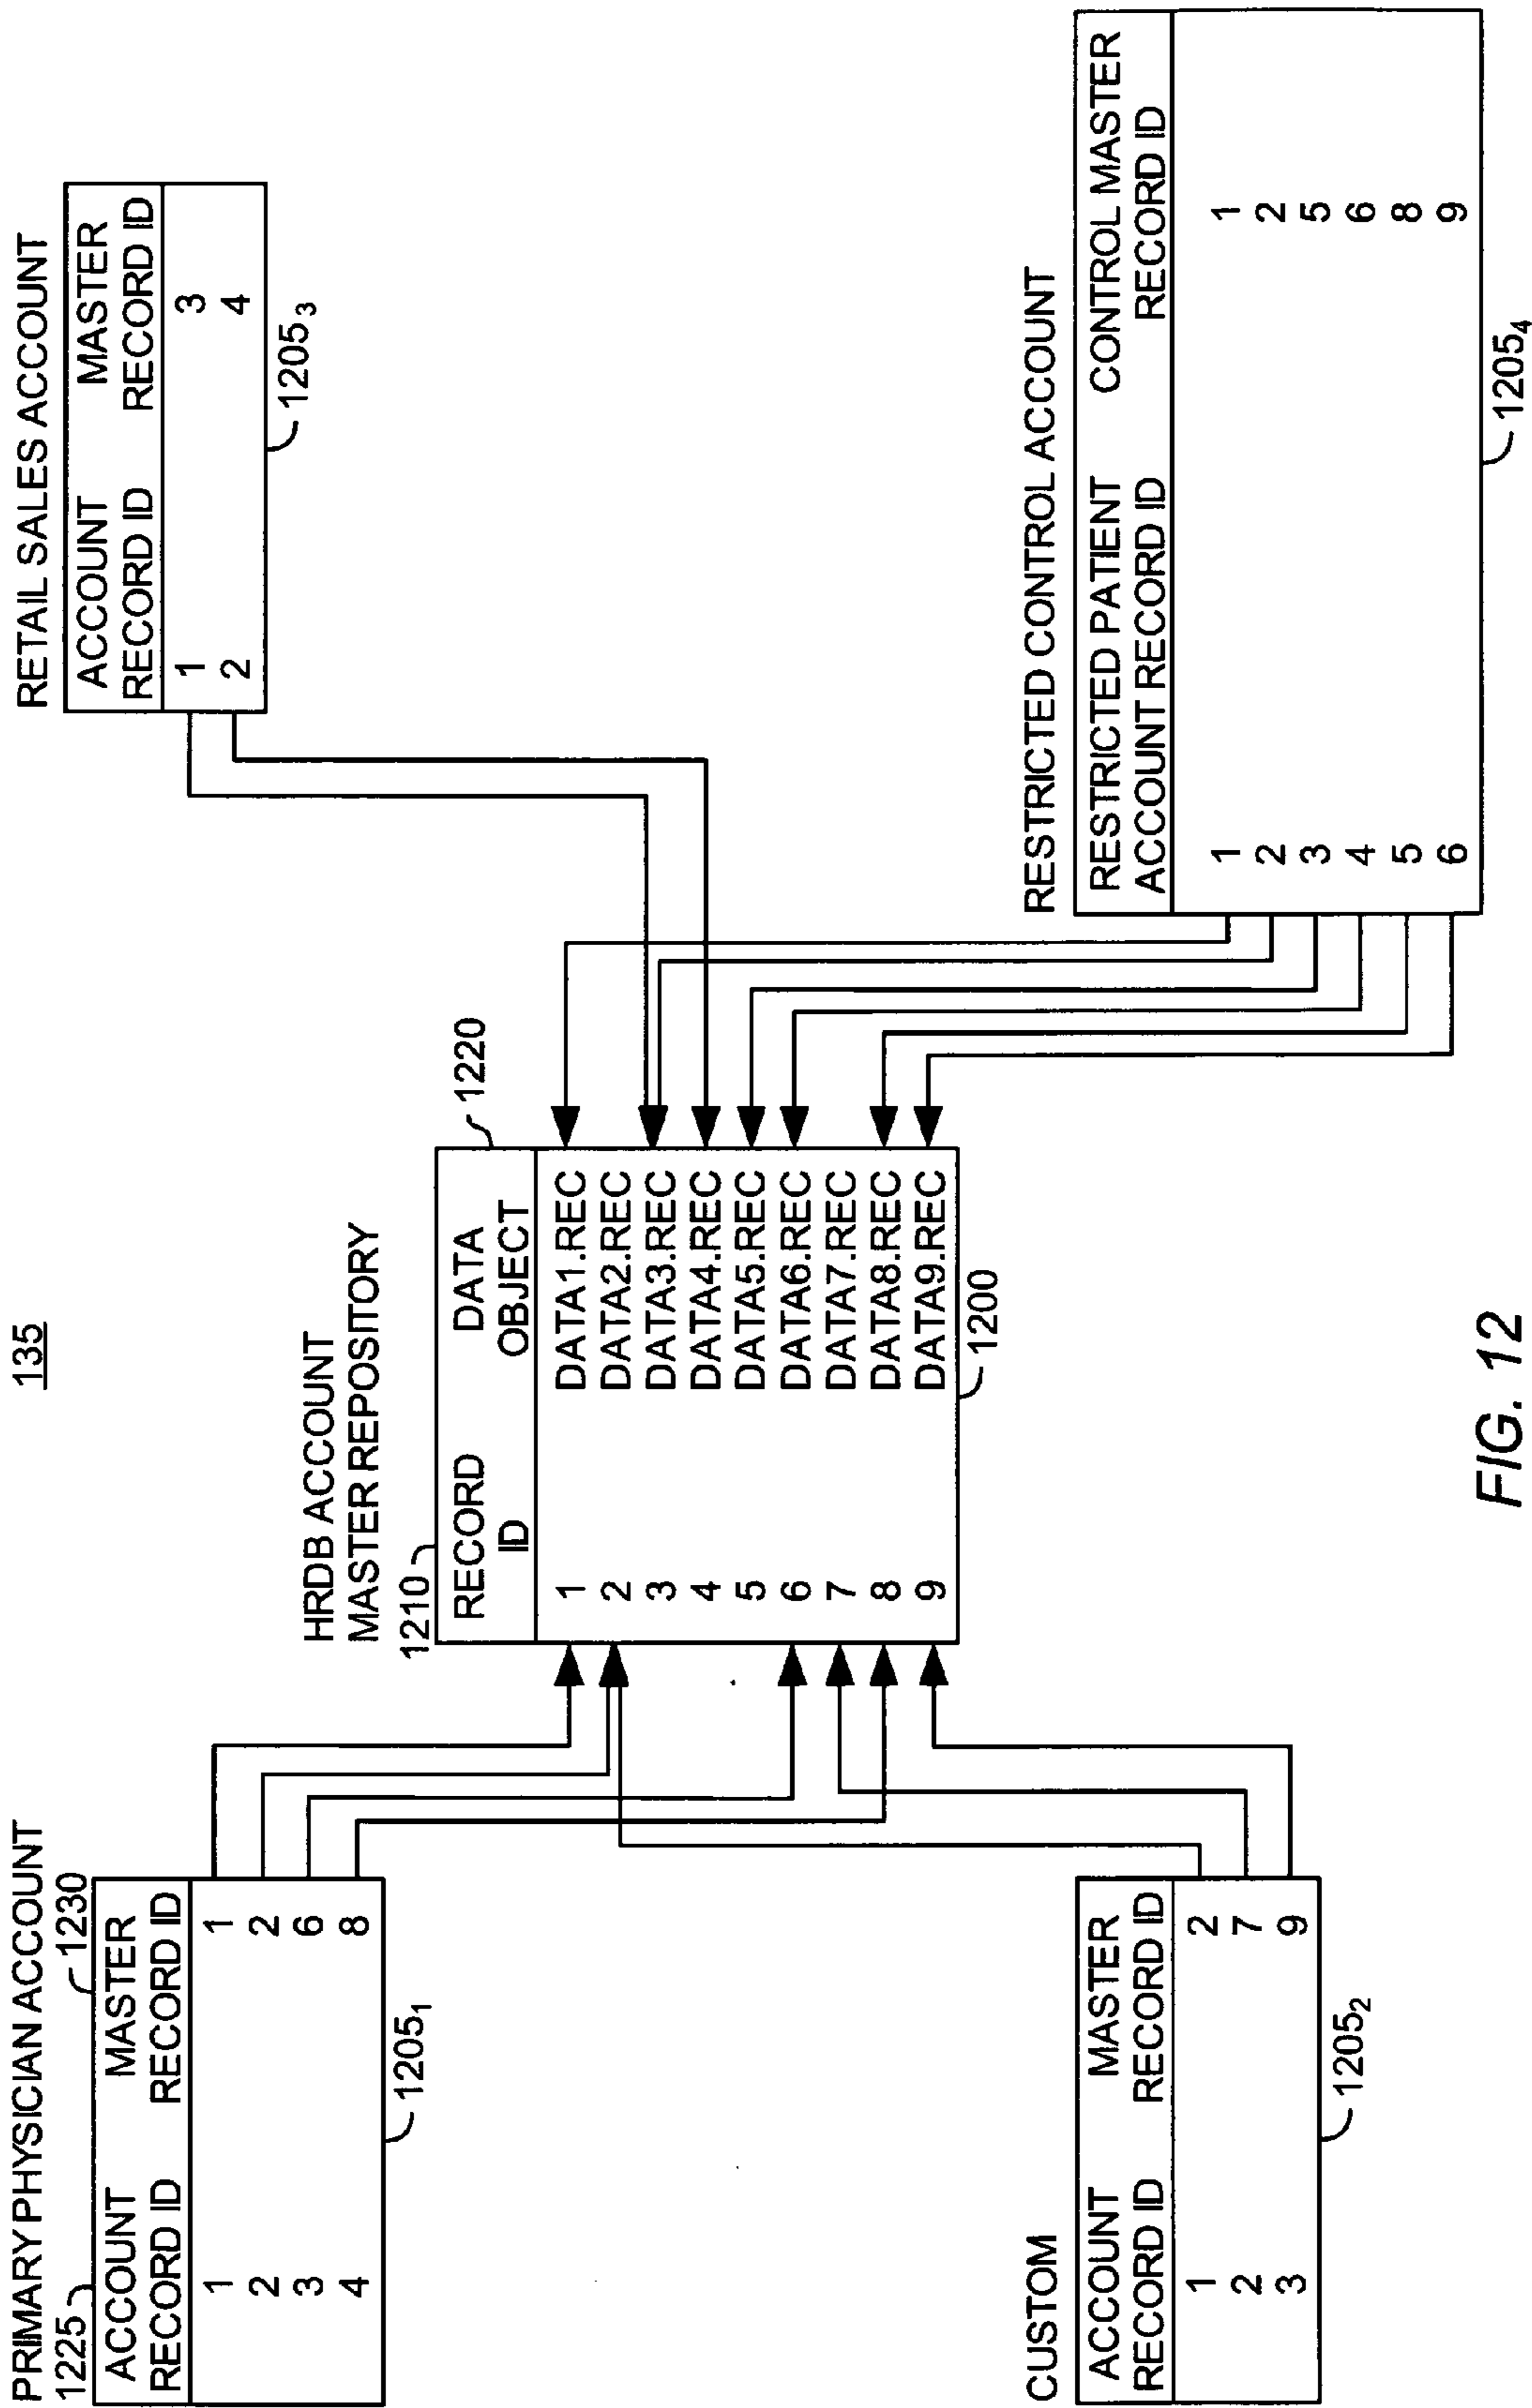 135
PRIMARY PHYSICIAN ACCOUNT
1225 1230
ACCOUNT MASTER
RECORD ID RECORD ID
1 1
2 2
3 6
4 8
1205₁
CUSTOM
ACCOUNT MASTER
RECORD ID RECORD ID
1 2
2 7
3 9
1205₂
HRDB ACCOUNT
MASTER REPOSITORY
1210 1220
RECORD DATA
ID OBJECT
1 DATA1.REC
2 DATA2.REC
3 DATA3.REC
4 DATA4.REC
5 DATA5.REC
6 DATA6.REC
7 DATA7.REC
8 DATA8.REC
9 DATA9.REC
1200
RETAIL SALES ACCOUNT
ACCOUNT MASTER
RECORD ID RECORD ID
1 3
2 4
1205₃
RESTRICTED CONTROL ACCOUNT
RESTRICTED PATIENT CONTROL MASTER
ACCOUNT RECORD ID RECORD ID
1 1
2 2
3 5
4 6
5 8
6 9
1205₄
FIG. 12